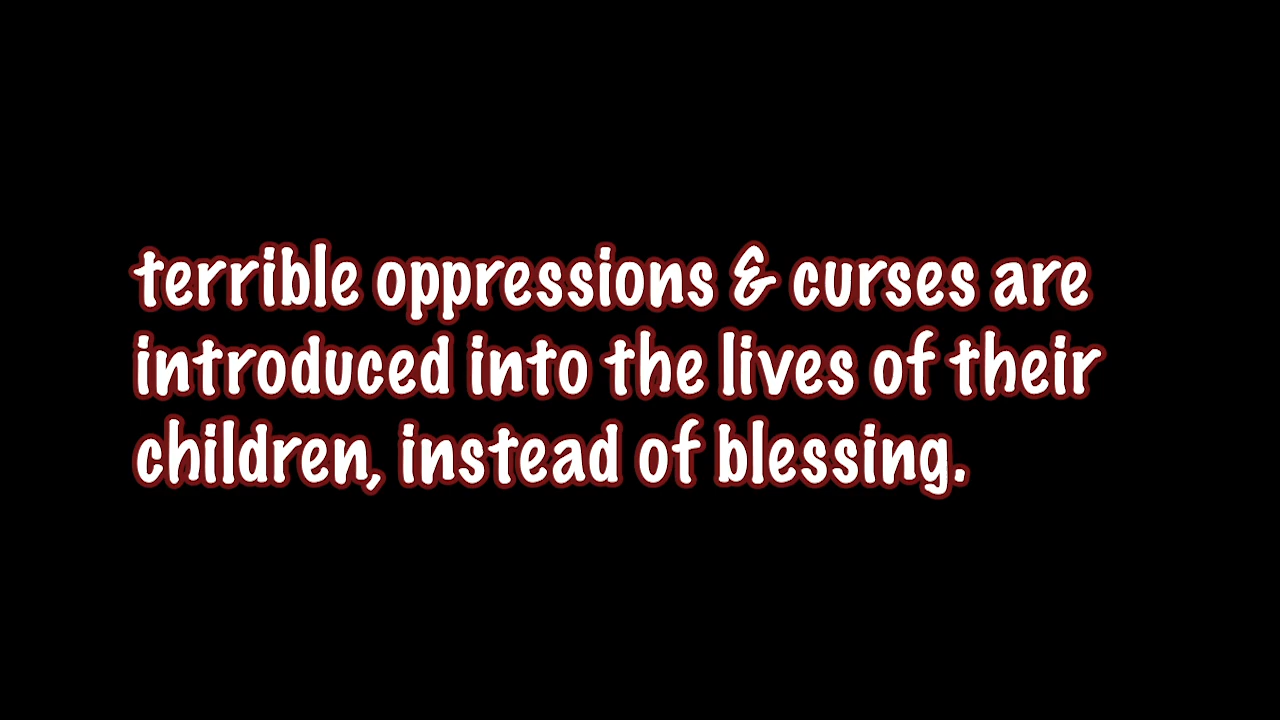 terrible oppressions & curses are
introduced into the lives of their
children, instead of blessing.